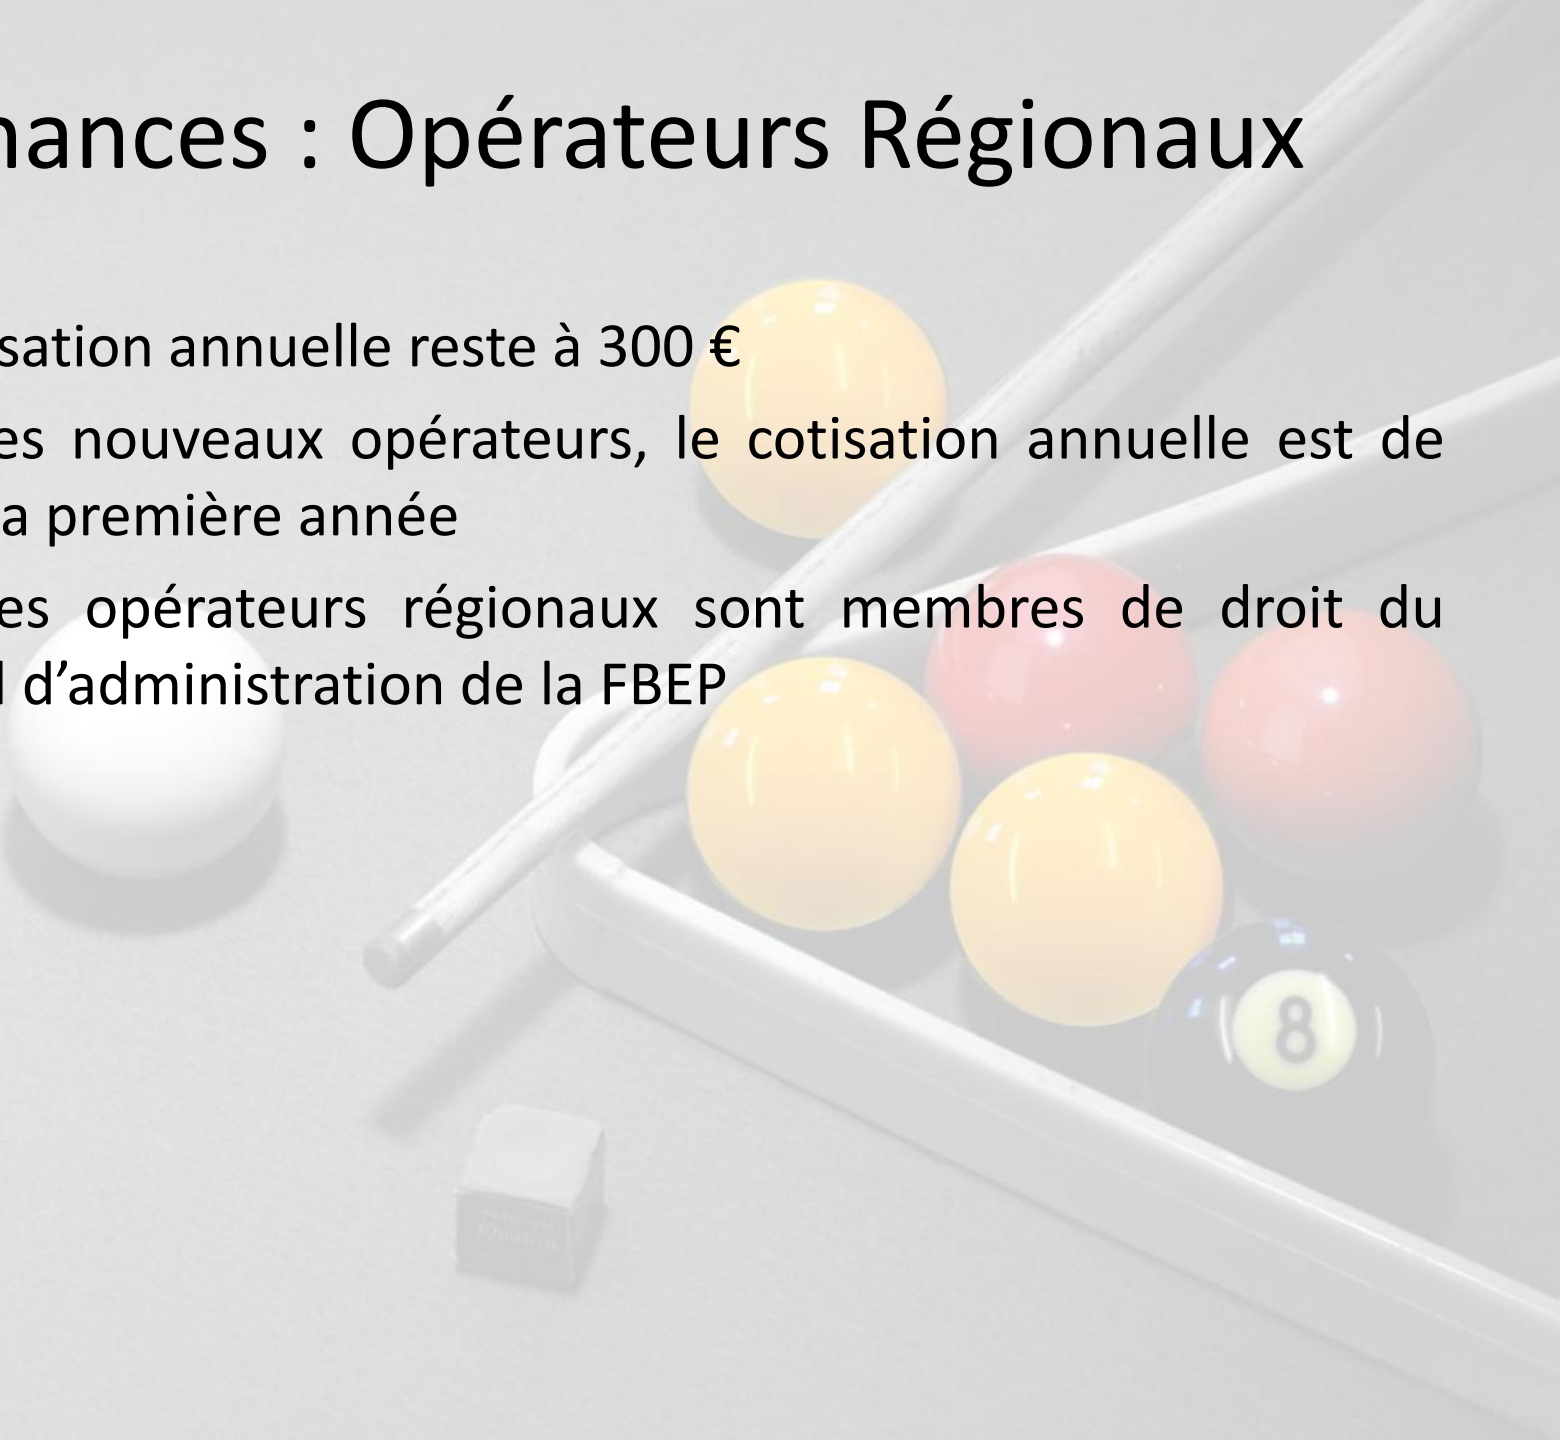 nances : Opérateurs Régionaux
sation annuelle reste à 300 €
es nouveaux opérateurs, le cotisation annuelle est de
a première année
es opérateurs régionaux sont membres de droit du
d'administration de la FBEP
8